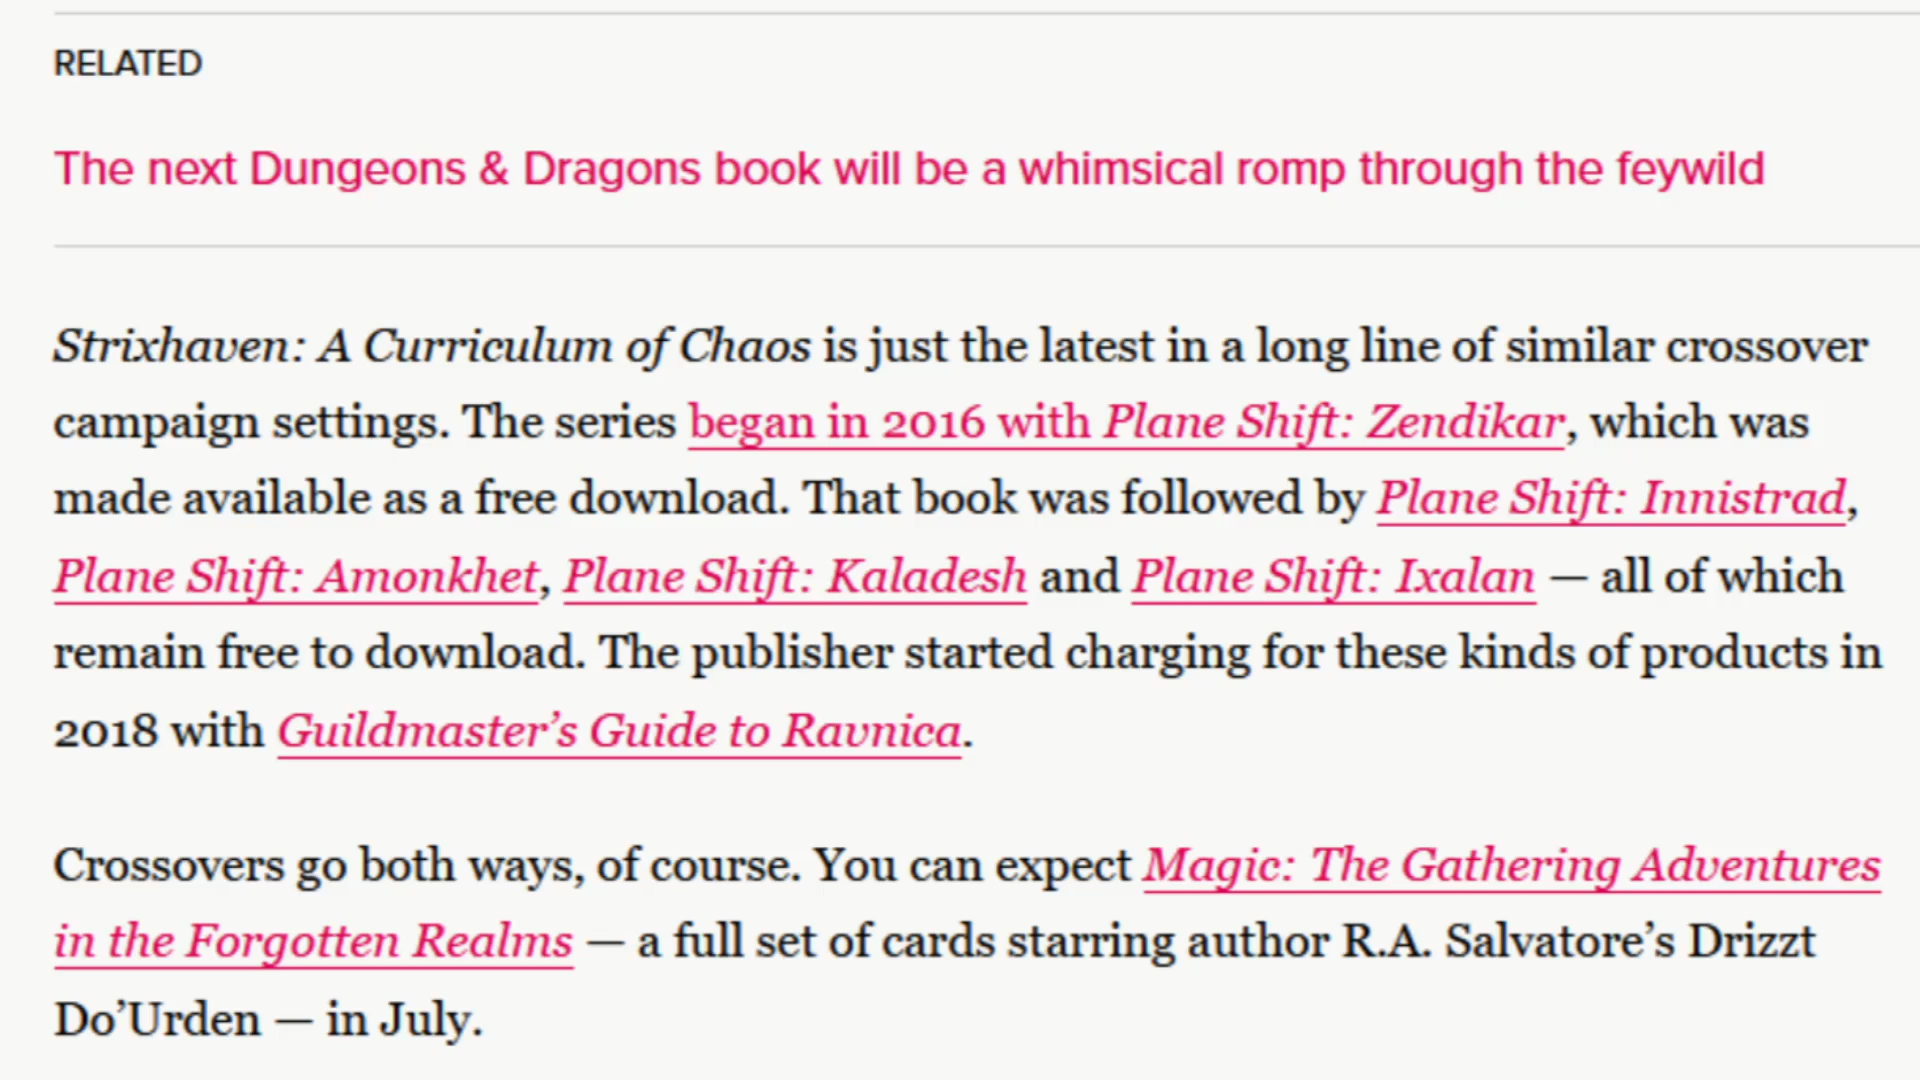 RELATED
The next Dungeons & Dragons book will be a whimsical romp through the feywild
Strixhaven: A Curriculum of Chaos is just the latest in a long line of similar crossover
campaign settings. The series began in 2016 with Plane Shift: Zendikar, which was
made available as a free download. That book was followed by Plane Shift: Innistrad,
Plane Shift: Amonkhet, Plane Shift: Kaladesh and Plane Shift: Ixalan — all of which
remain free to download. The publisher started charging for these kinds of products in
2018 with Guildmaster’s Guide to Ravnica.
Crossovers go both ways, of course. You can expect Magic: The Gathering Adventures
in the Forgotten Realms — a full set of cards starring author R.A. Salvatore’s Drizzt
Do’Urden — in July.